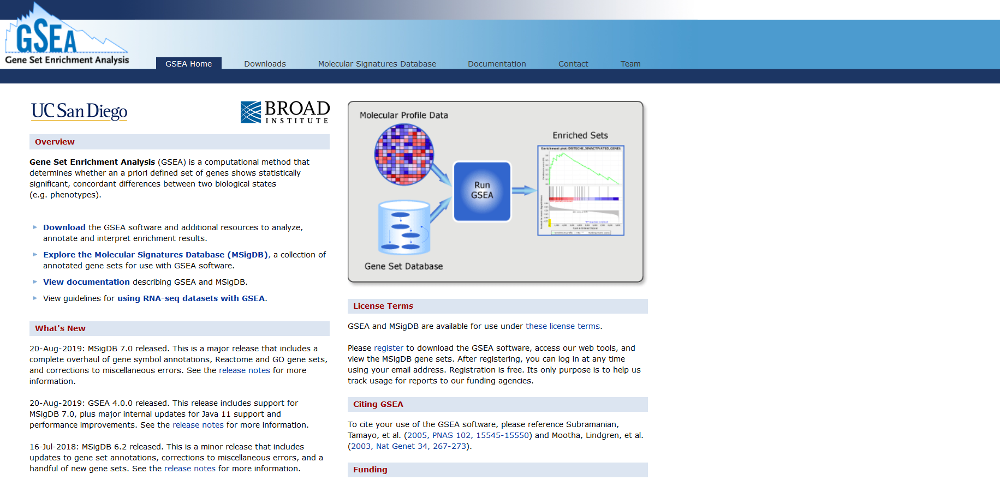 GSEA
Gene Set Enrichment Analysis
GSEA Home
Downloads
Molecular Signatures Database
Documentation
Contact
Team
UC San Diego
BROAD
INSTITUTE
Overview
Gene Set Enrichment Analysis (GSEA) is a computational method that
determines whether an a priori defined set of genes shows statistically
significant, concordant differences between two biological states
(e.g. phenotypes).
Download the GSEA software and additional resources to analyze,
annotate and interpret enrichment results.
Explore the Molecular Signatures Database (MSigDB), a collection of
annotated gene sets for use with GSEA software.
View documentation describing GSEA and MSigDB.
View guidelines for using RNA-seq datasets with GSEA.
What's New
20-Aug-2019: MSigDB 7.0 released. This is a major release that includes a
complete overhaul of gene symbol annotations, Reactome and GO gene sets,
and corrections to miscellaneous errors. See the release notes for more
information.
20-Aug-2019: GSEA 4.0.0 released. This release includes support for
MSigDB 7.0, plus major internal updates for Java 11 support and
performance improvements. See the release notes for more information.
16-Jul-2018: MSigDB 6.2 released. This is a minor release that includes
updates to gene set annotations, corrections to miscellaneous errors, and a
handful of new gene sets. See the release notes for more information.
Molecular Profile Data
Enriched Sets
Enrichment plot: DISTECHE_XINACTIVATED_GENES
Run
GSEA
Gene Set Database
License Terms
GSEA and MSigDB are available for use under these license terms.
Please register to download the GSEA software, access our web tools, and
view the MSigDB gene sets. After registering, you can log in at any time
using your email address. Registration is free. Its only purpose is to help us
track usage for reports to our funding agencies.
Citing GSEA
To cite your use of the GSEA software, please reference Subramanian,
Tamayo, et al. (2005, PNAS 102, 15545-15550) and Mootha, Lindgren, et al.
(2003, Nat Genet 34, 267-273).
Funding